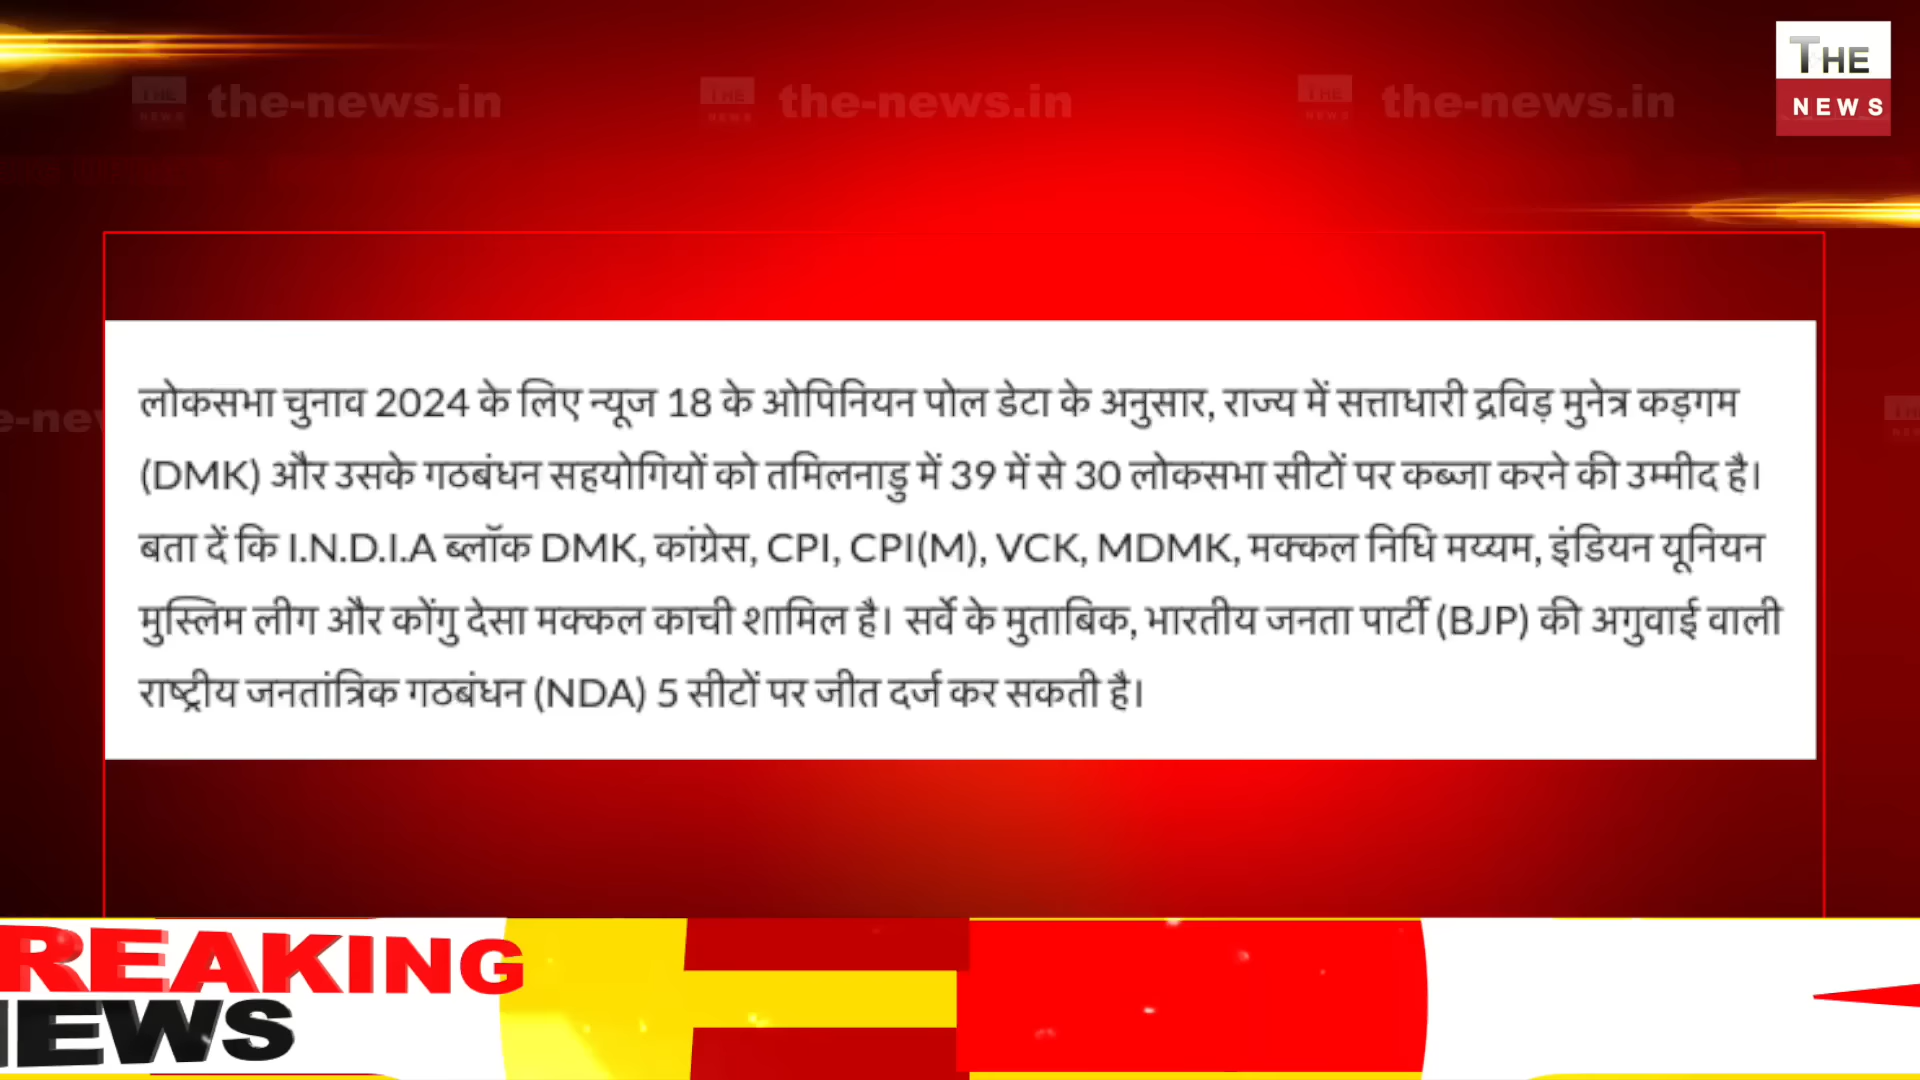 THE
NEWS
the-news.in
the-news.in
the-news.in
लोकसभा चुनाव 2024 के लिए न्यूज 18 के ओपिनियन पोल डेटा के अनुसार, राज्य में सत्ताधारी द्रविड़ मुनेत्र कड़गम
(DMK) और उसके गठबंधन सहयोगियों को तमिलनाडु में 39 में से 30 लोकसभा सीटों पर कब्जा करने की उम्मीद है।
बता दें कि I.N.D.I.A ब्लॉक DMK, कांग्रेस, CPI, CPI(M), VCK, MDMK, मक्कल निधि मय्यम, इंडियन यूनियन
मुस्लिम लीग और कोंगु देसा मक्कल काची शामिल है। सर्वे के मुताबिक, भारतीय जनता पार्टी (BJP) की अगुवाई वाली
राष्ट्रीय जनतांत्रिक गठबंधन (NDA) 5 सीटों पर जीत दर्ज कर सकती है।
REAKING
NEWS